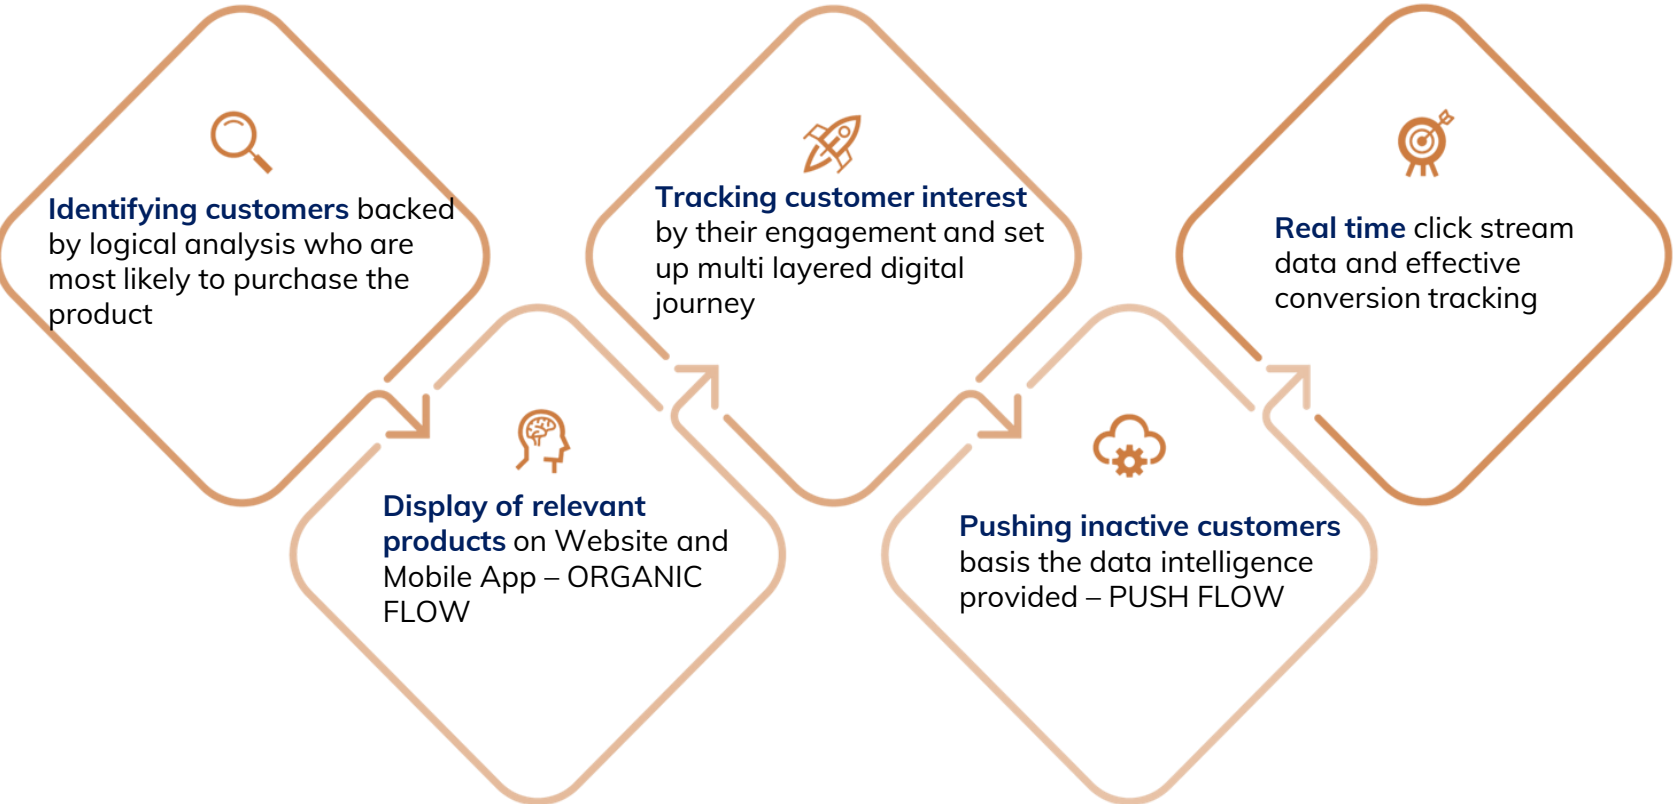 Identifying customers backed
by logical analysis who are
most likely to purchase the
product
Display of relevant
products on Website and
Mobile App – ORGANIC
FLOW
Tracking customer interest
by their engagement and set
up multi layered digital
journey
Pushing inactive customers
basis the data intelligence
provided – PUSH FLOW
Real time click stream
data and effective
conversion tracking